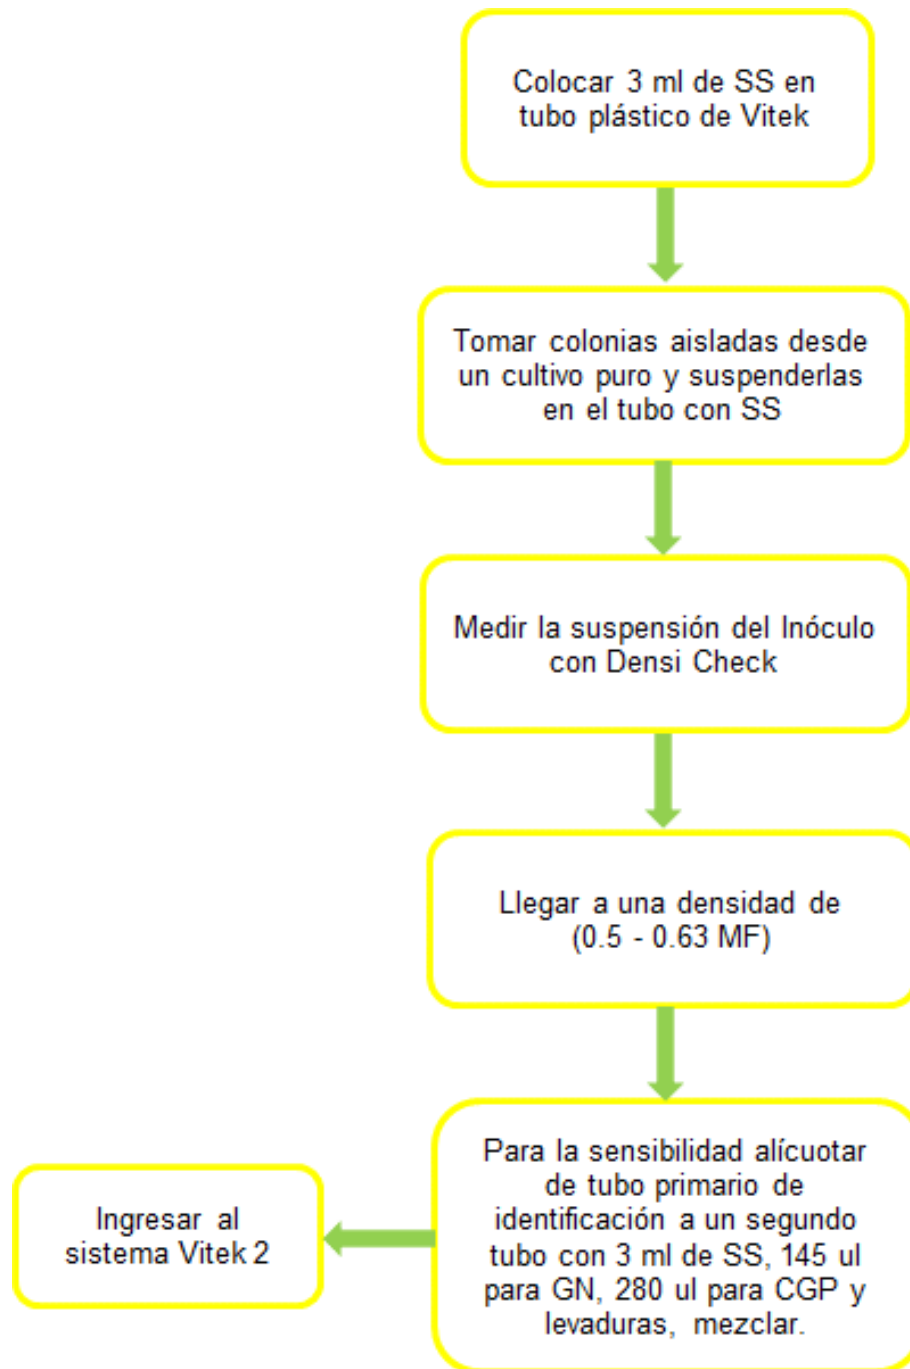 Colocar 3 ml de SS en
tubo plástico de Vitek
Tomar colonias aisladas desde
un cultivo puro y suspenderlas
en el tubo con SS
Medir la suspensión del Inóculo
con Densi Check
Llegar a una densidad de
(0.5 - 0.63 MF)
Para la sensibilidad alícuotar
de tubo primario de
identificación a un segundo
tubo con 3 ml de SS, 145 ul
para GN, 280 ul para CGP y
levaduras, mezclar.
Ingresar al
sistema Vitek 2